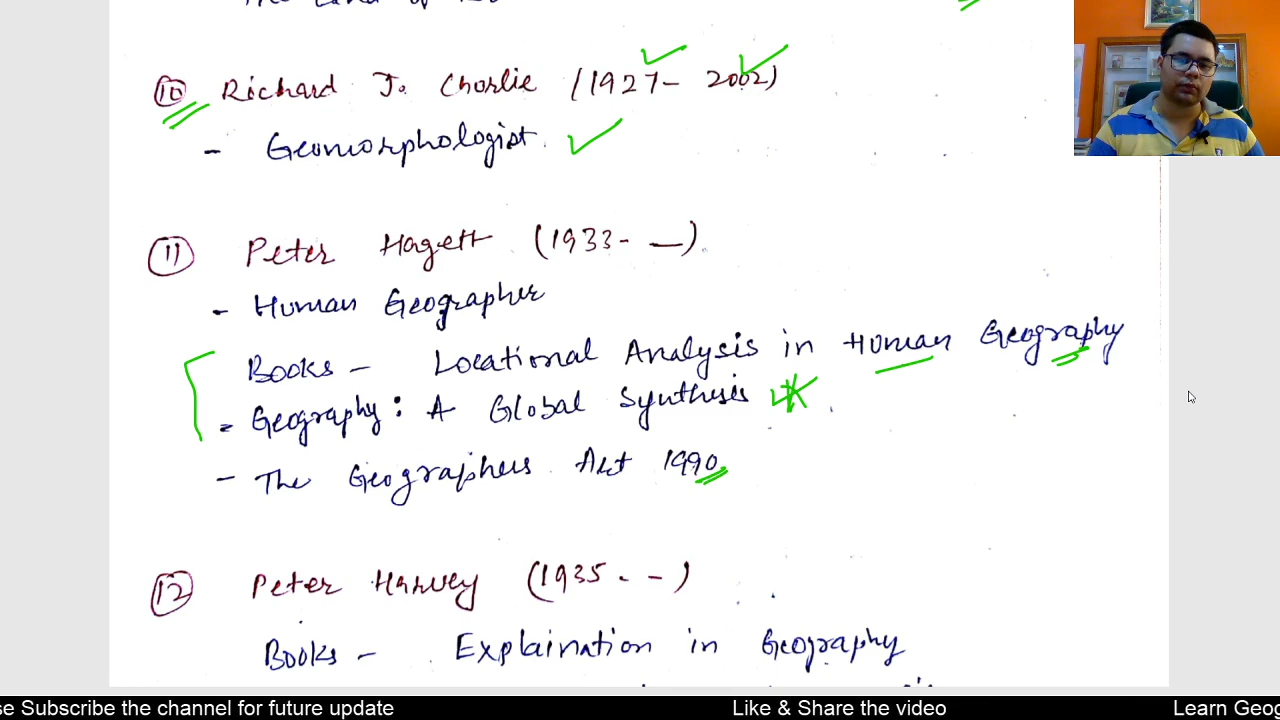 ⑩ Richard J. Chorlie (1927- 2002)
- Geomorphologist.
⑪ Peter Hagett (1933- —).
- Human Geographer
Books - Locational Analysis in Human Geography
- Geography: A Global Synthesis
- The Geographers Art 1990.
⑫ Peter Harvey (1935. - -)
Books - Explaination in Geography
se Subscribe the channel for future update
Like & Share the video
Learn Geog